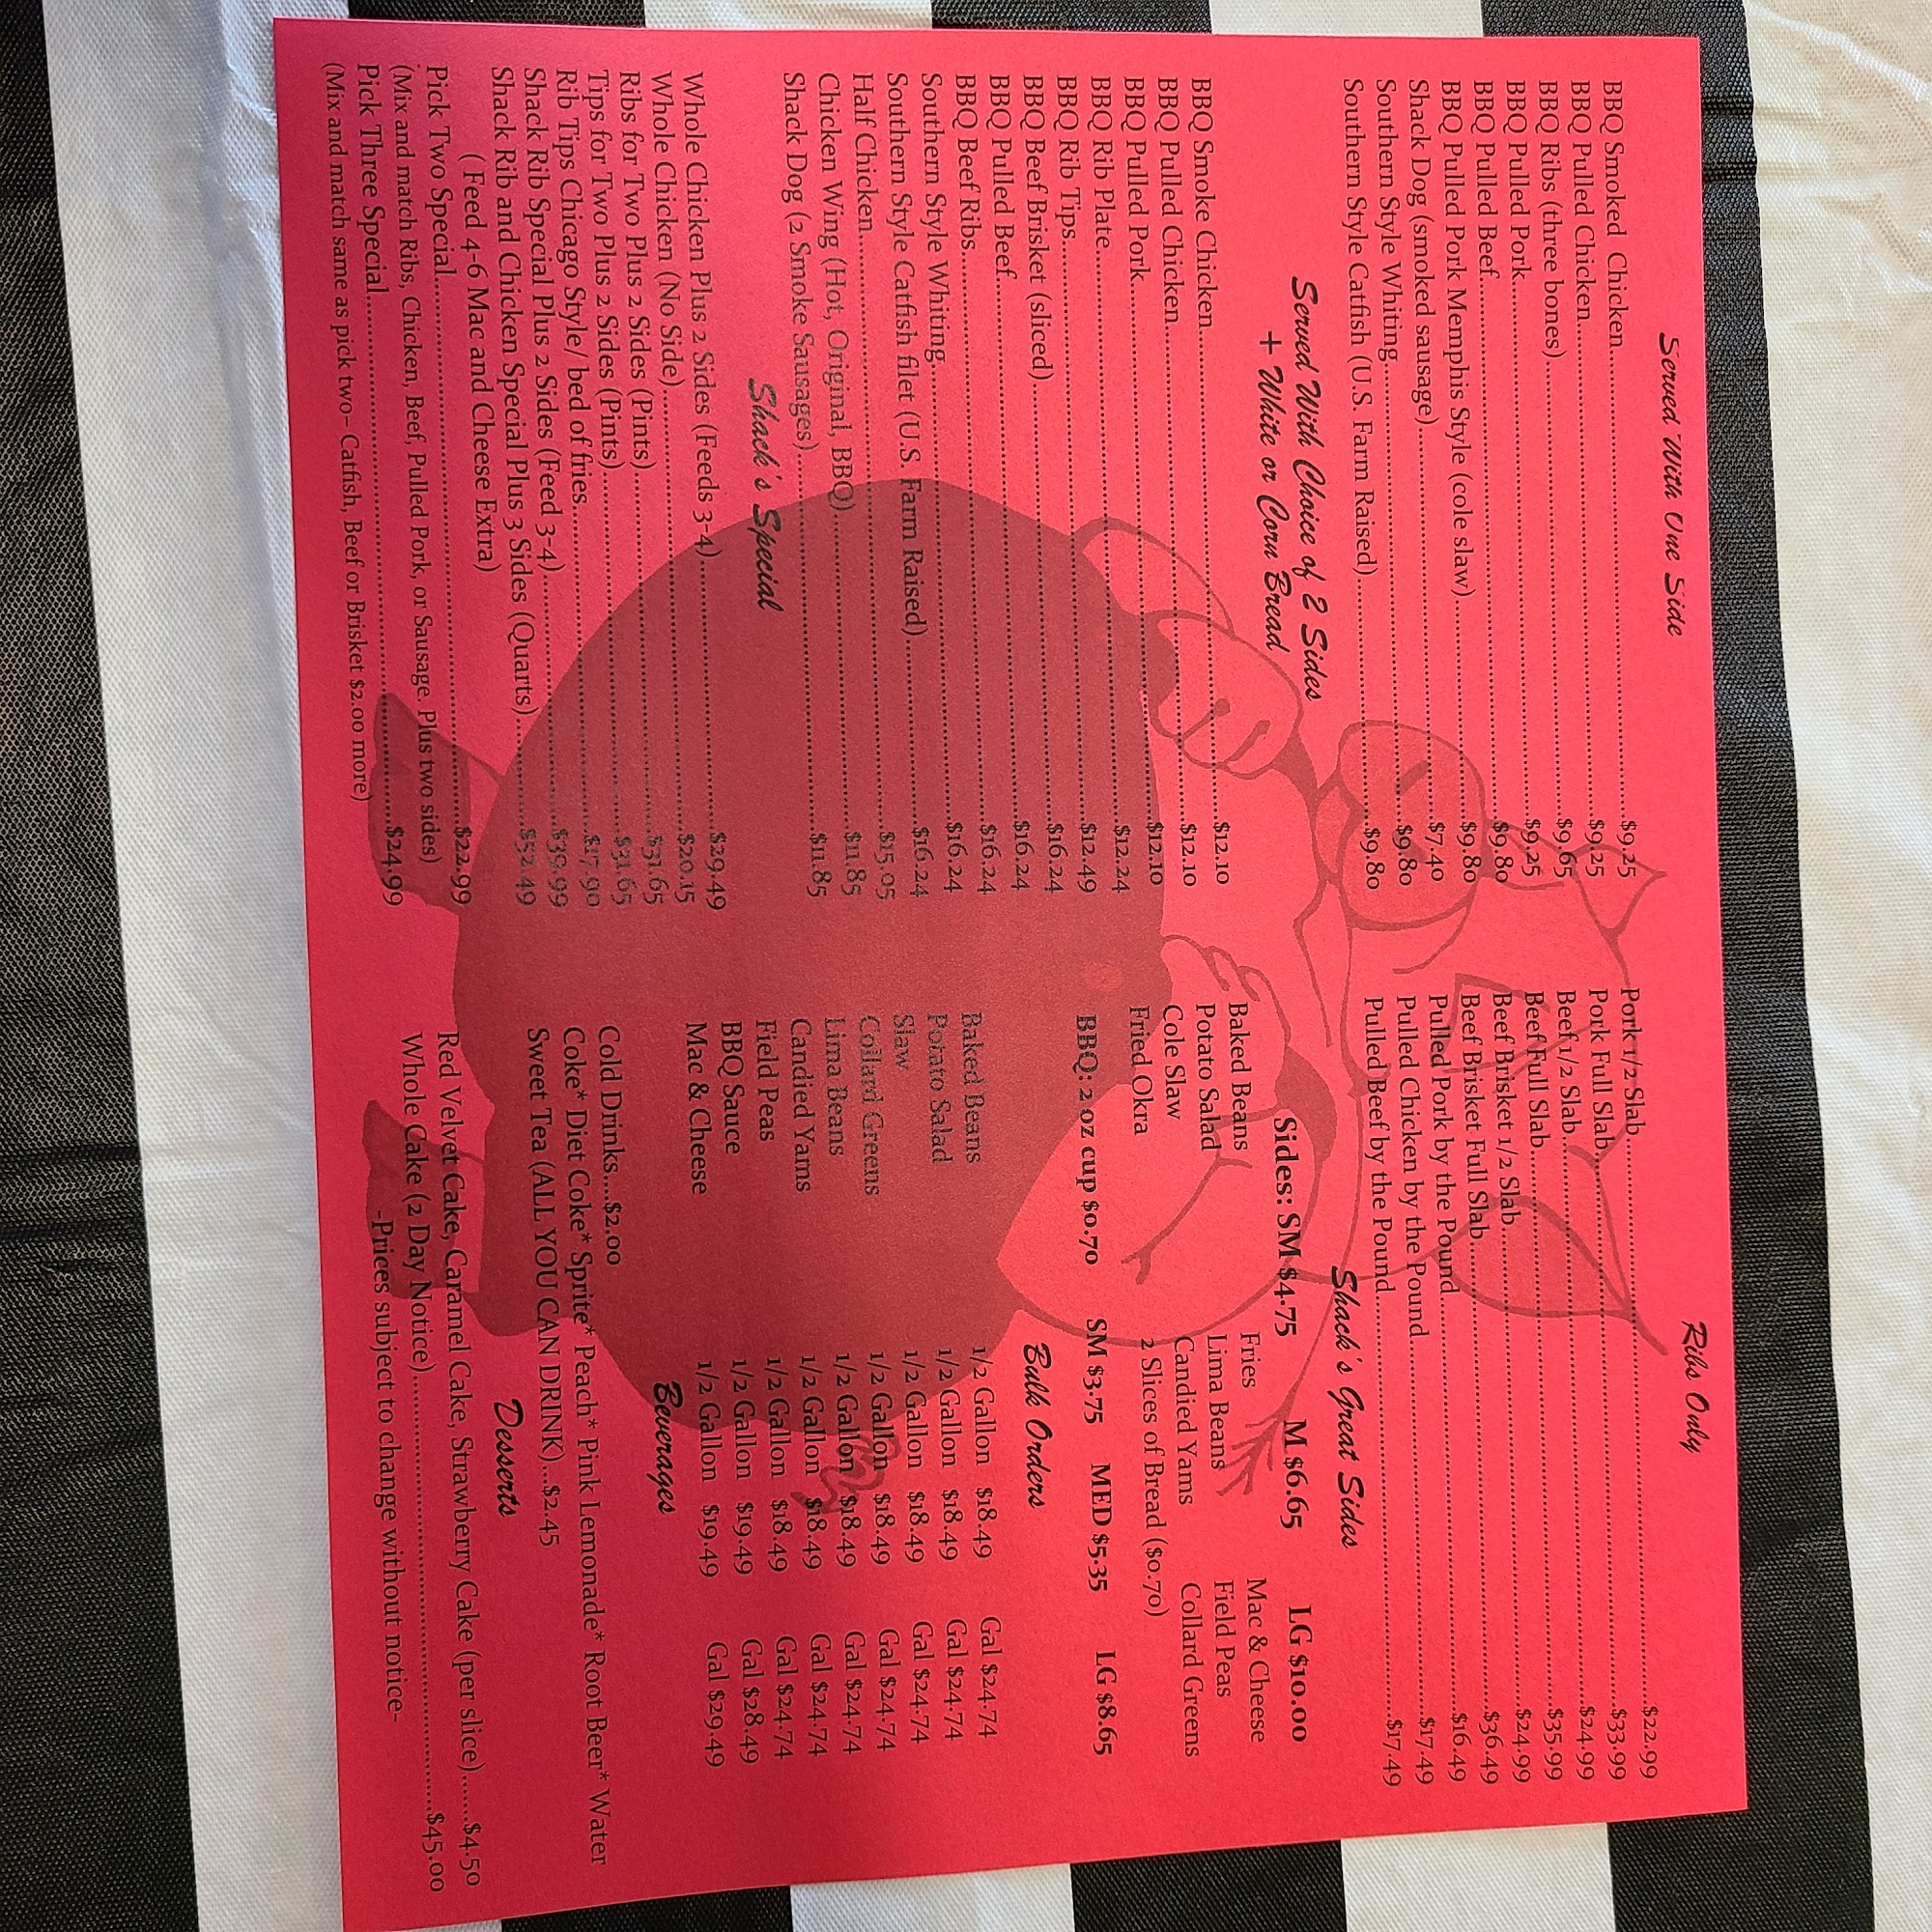 Served With One Side
BBQ Smoked Chicken.....$9.25
BBQ Pulled Chicken.....$9.25
BBQ Ribs (three bones).....$9.65
BBQ Pulled Pork.....$9.25
BBQ Pulled Beef.....$9.80
BBQ Pulled Pork Memphis Style (cole slaw).....$9.80
Shack Dog (smoked sausage).....$7.40
Southern Style Whiting.....$9.80
Southern Style Catfish (U.S. Farm Raised).....$9.80
Served With Choice of 2 Sides
+ White or Corn Bread
BBQ Smoke Chicken.....$12.10
BBQ Pulled Chicken.....$12.10
BBQ Pulled Pork.....$12.10
BBQ Rib Plate.....$12.24
BBQ Rib Tips.....$12.49
BBQ Beef Brisket (sliced).....$16.24
BBQ Pulled Beef.....$16.24
BBQ Beef Ribs.....$16.24
Southern Style Whiting.....$16.24
Southern Style Catfish filet (U.S. Farm Raised).....$16.24
Half Chicken.....$15.05
Chicken Wing (Hot, Original, BBQ).....$11.85
Shack Dog (2 Smoke Sausages).....$11.85
Shack's Special
Whole Chicken Plus 2 Sides (Feeds 3-4).....$29.49
Whole Chicken (No Side).....$20.15
Ribs for Two Plus 2 Sides (Pints).....$31.65
Tips for Two Plus 2 Sides (Pints).....$31.65
Rib Tips Chicago Style/ bed of fries.....$17.90
Shack Rib Special Plus 2 Sides (Feed 3-4).....$39.99
Shack Rib and Chicken Special Plus 3 Sides (Quarts).....$52.49
( Feed 4-6 Mac and Cheese Extra)
Pick Two Special.....$22.99
(Mix and match Ribs, Chicken, Beef, Pulled Pork, or Sausage. Plus two sides)
Pick Three Special.....$24.99
(Mix and match same as pick two– Catfish, Beef or Brisket $2.00 more)
Ribs Only
Pork 1/2 Slab.....$22.99
Pork Full Slab.....$33.99
Beef 1/2 Slab.....$24.99
Beef Full Slab.....$35.99
Beef Brisket 1/2 Slab.....$24.99
Beef Brisket Full Slab.....$36.49
Pulled Pork by the Pound.....$16.49
Pulled Chicken by the Pound.....$17.49
Pulled Beef by the Pound.....$17.49
Shack's Great Sides
Sides: SM $4.75 M $6.65 LG $10.00
Baked Beans Fries Mac & Cheese
Potato Salad Lima Beans Field Peas
Cole Slaw Candied Yams Collard Greens
Fried Okra 2 Slices of Bread ($0.70)
BBQ: 2 oz cup $0.70 SM $3.75 MED $5.35 LG $8.65
Bulk Orders
Baked Beans 1/2 Gallon $18.49 Gal $24.74
Potato Salad 1/2 Gallon $18.49 Gal $24.74
Slaw 1/2 Gallon $18.49 Gal $24.74
Collard Greens 1/2 Gallon $18.49 Gal $24.74
Lima Beans 1/2 Gallon $18.49 Gal $24.74
Candied Yams 1/2 Gallon $18.49 Gal $24.74
Field Peas 1/2 Gallon $18.49 Gal $24.74
BBQ Sauce 1/2 Gallon $19.49 Gal $28.49
Mac & Cheese 1/2 Gallon $19.49 Gal $29.49
Beverages
Cold Drinks....$2.00
Coke* Diet Coke* Sprite* Peach* Pink Lemonade* Root Beer* Water
Sweet Tea (ALL YOU CAN DRINK)...$2.45
Desserts
Red Velvet Cake, Caramel Cake, Strawberry Cake (per slice)......$4.50
Whole Cake (2 Day Notice).....$45.00
-Prices subject to change without notice-